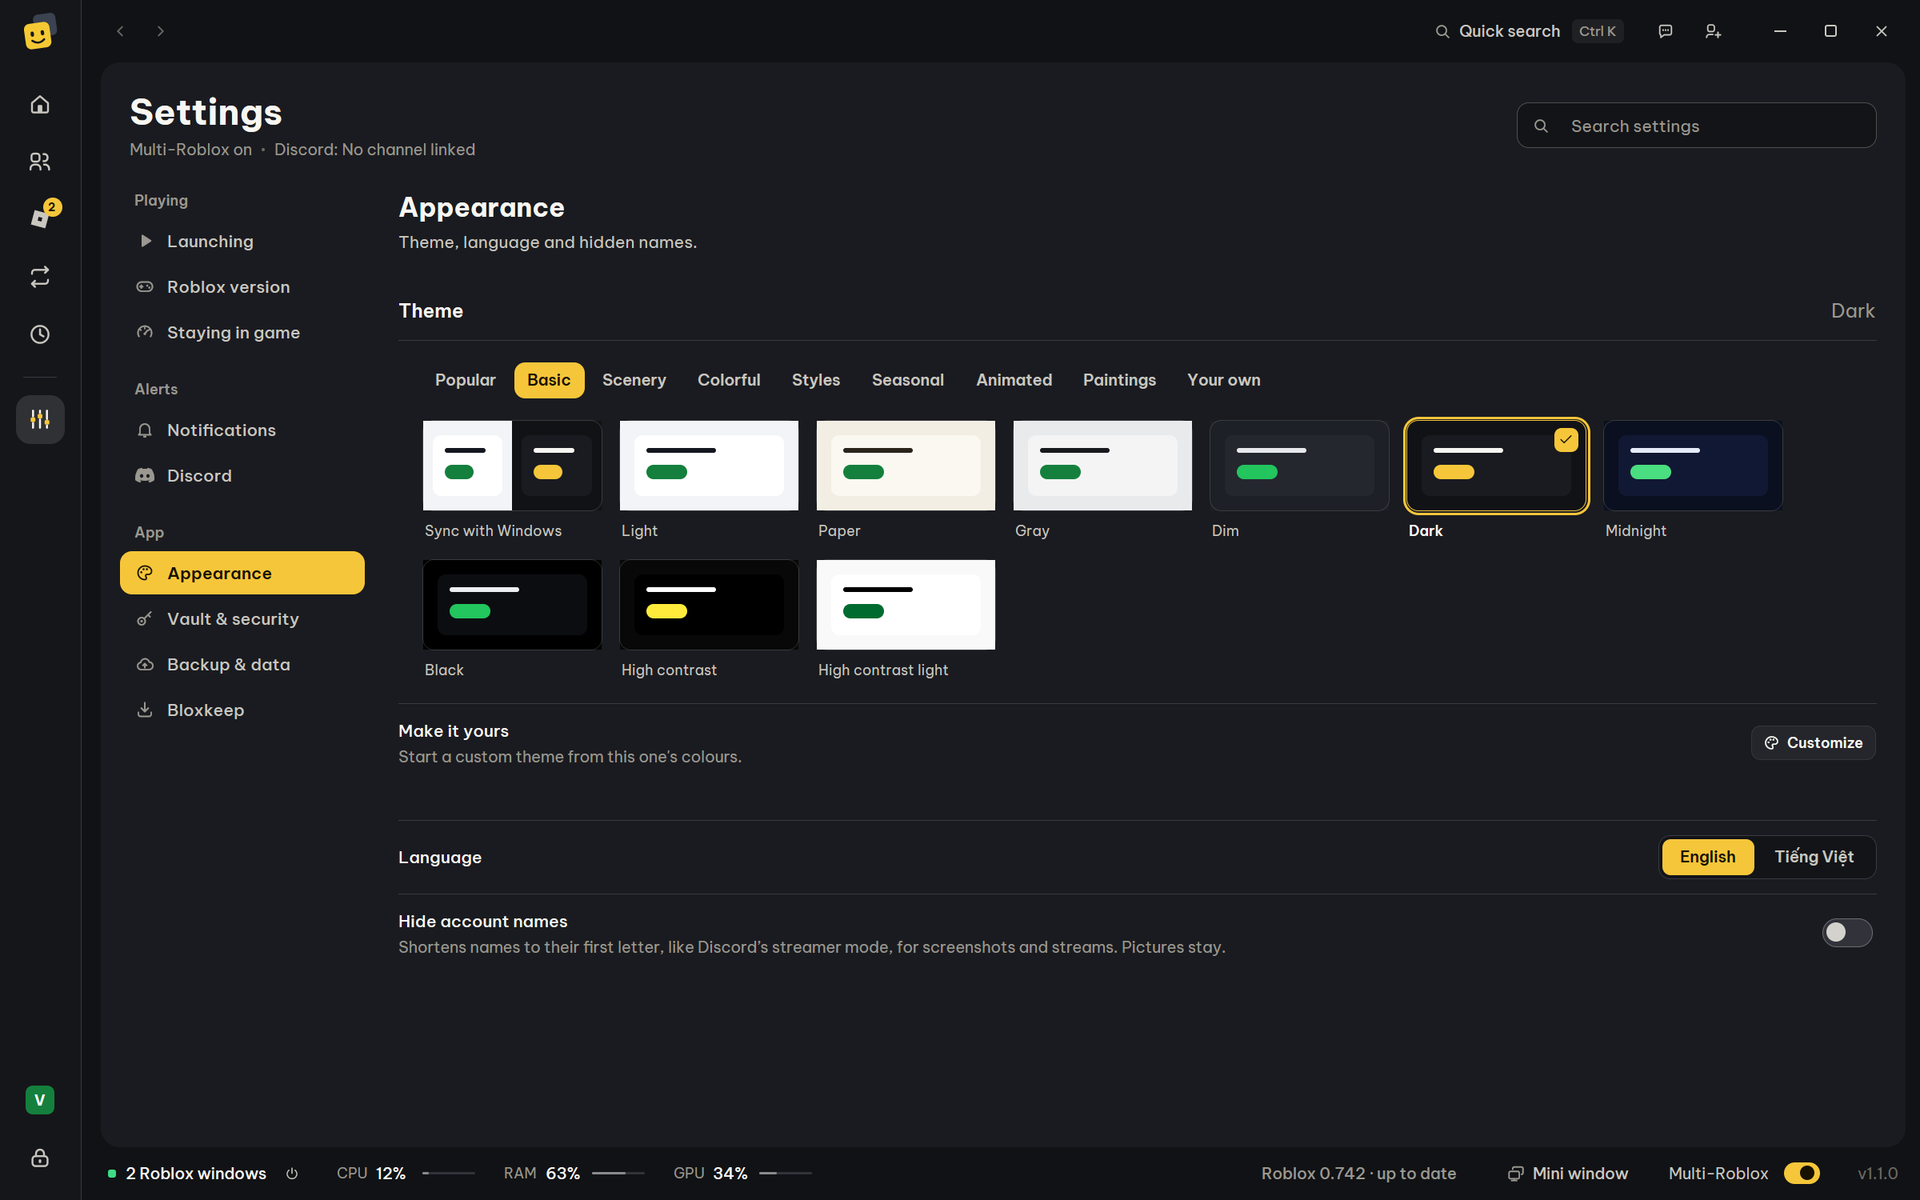 Quick search Ctrl K
Settings
Multi-Roblox on • Discord: No channel linked
Search settings
2
Playing
Launching
Roblox version
Staying in game
Alerts
Notifications
Discord
App
Appearance
Vault & security
Backup & data
Bloxkeep
Appearance
Theme, language and hidden names.
Theme Dark
Popular Basic Scenery Colorful Styles Seasonal Animated Paintings Your own
Sync with Windows Light Paper Gray Dim Dark Midnight
Black High contrast High contrast light
Make it yours
Start a custom theme from this one's colours.
Customize
Language English Tiếng Việt
Hide account names
Shortens names to their first letter, like Discord's streamer mode, for screenshots and streams. Pictures stay.
V
2 Roblox windows CPU 12% RAM 63% GPU 34% Roblox 0.742 · up to date Mini window Multi-Roblox v1.1.0